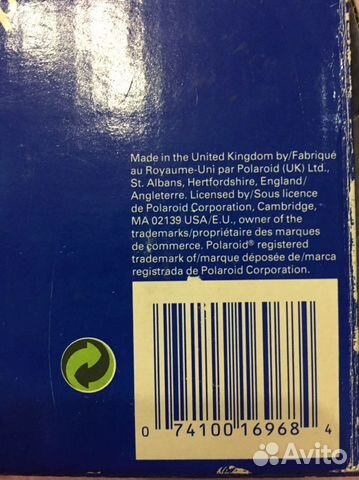 Made in the United Kingdom by/Fabriqué
au Royaume-Uni par Polaroid (UK) Ltd.,
St. Albans, Hertfordshire, England/
Angleterre. Licensed by/Sous licence
de Polaroid Corporation, Cambridge,
MA 02139 USA/E.U., owner of the
trademarks/propriétaire des marques
de commerce. Polaroid® registered
trademark of/marque déposée de/marca
registrada de Polaroid Corporation.
0 74100 16968 4
Avito